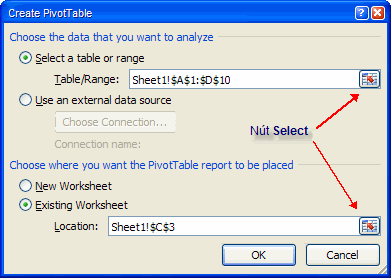 Create PivotTable
Choose the data that you want to analyze
Select a table or range
Table/Range: Sheet1!$A$1:$D$10
Use an external data source
Choose Connection...
Connection name:
Nút Select
Choose where you want the PivotTable report to be placed
New Worksheet
Existing Worksheet
Location: Sheet1!$C$3
OK Cancel